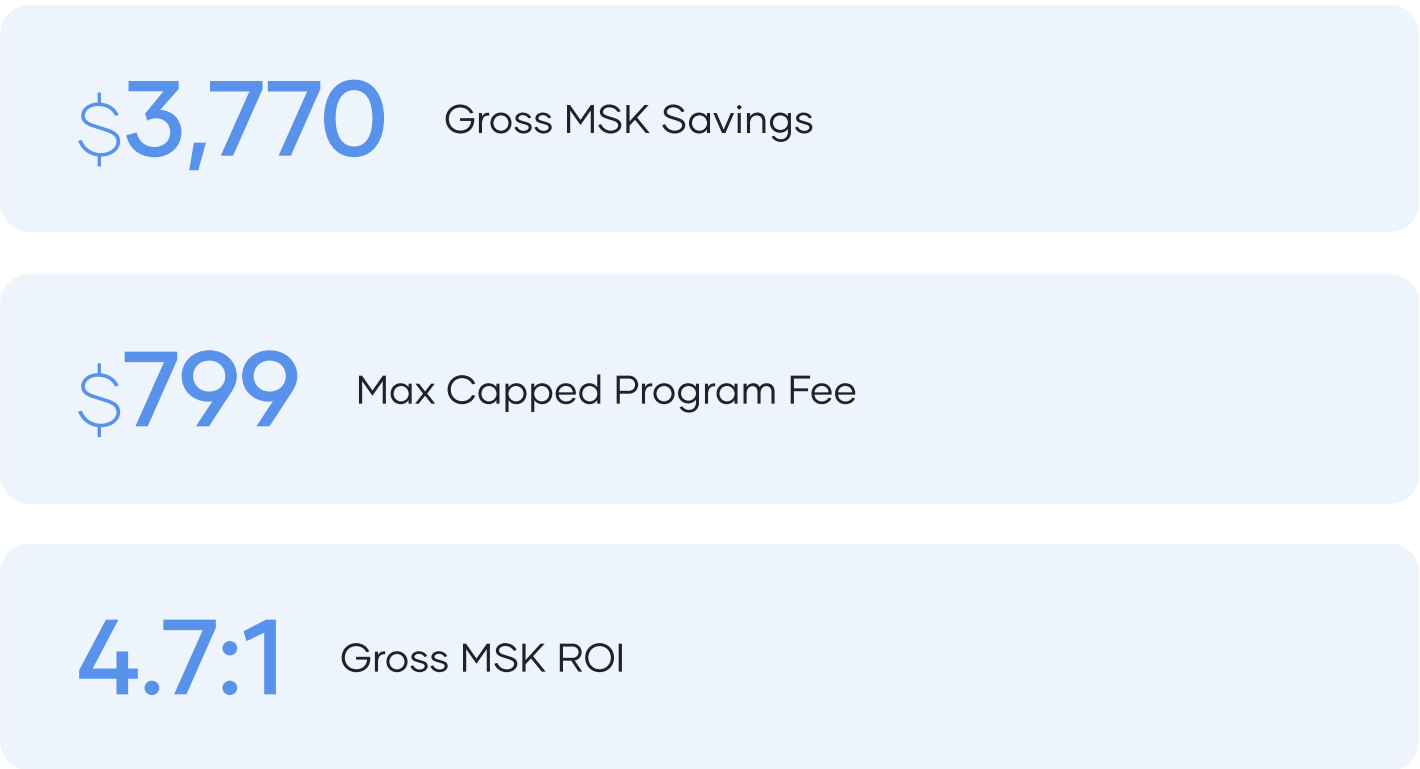 $3,770 Gross MSK Savings
$799 Max Capped Program Fee
4.7:1 Gross MSK ROI